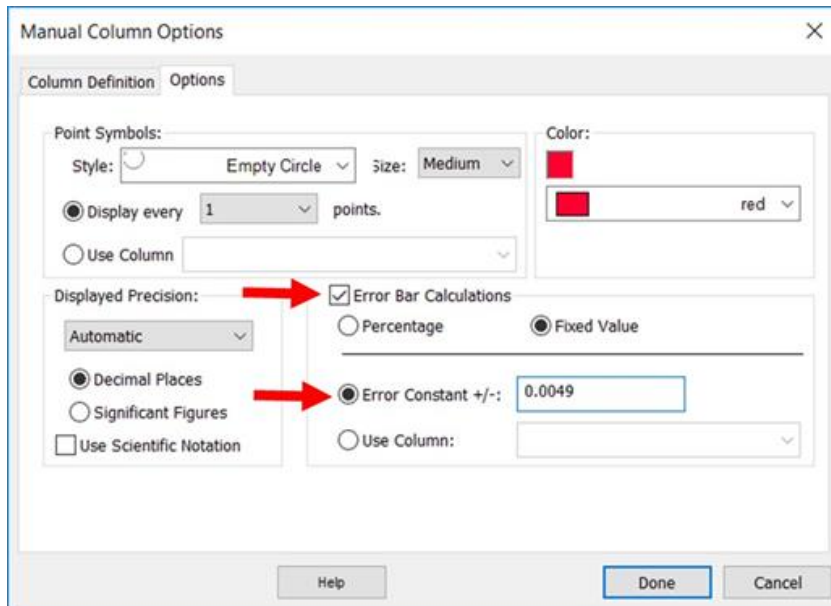 Manual Column Options
Column Definition Options
Point Symbols:
Style: Empty Circle Size: Medium
Display every 1 points.
Use Column
Color:
red
Displayed Precision:
Automatic
Decimal Places
Significant Figures
Use Scientific Notation
Error Bar Calculations
Percentage Fixed Value
Error Constant +/-: 0.0049
Use Column:
Help Done Cancel